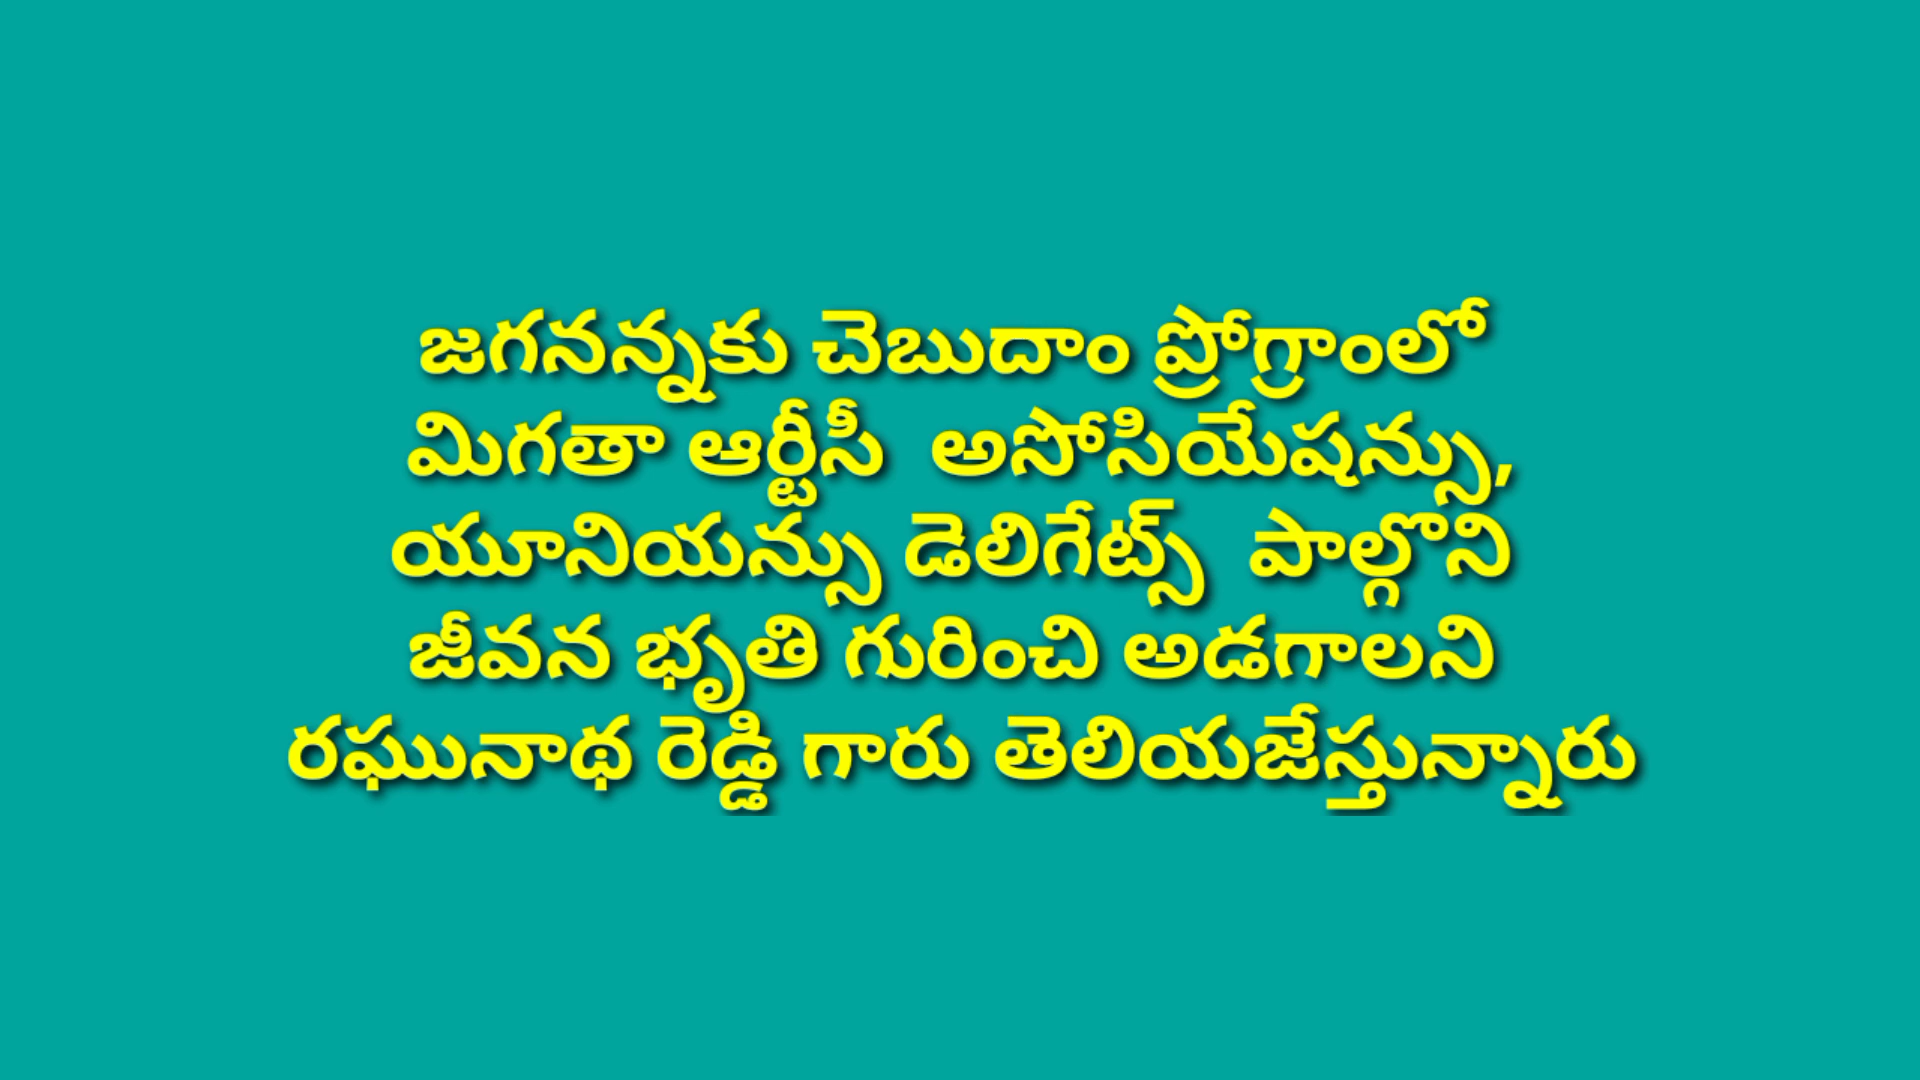 జగనన్నకు చెబుదాం ప్రోగ్రాంలో
మిగతా ఆర్టీసీ అసోసియేషన్సు,
యూనియన్సు డెలిగేట్స్ పాల్గొని
జీవన భృతి గురించి అడగాలని
రఘునాథ రెడ్డి గారు తెలియజేస్తున్నారు